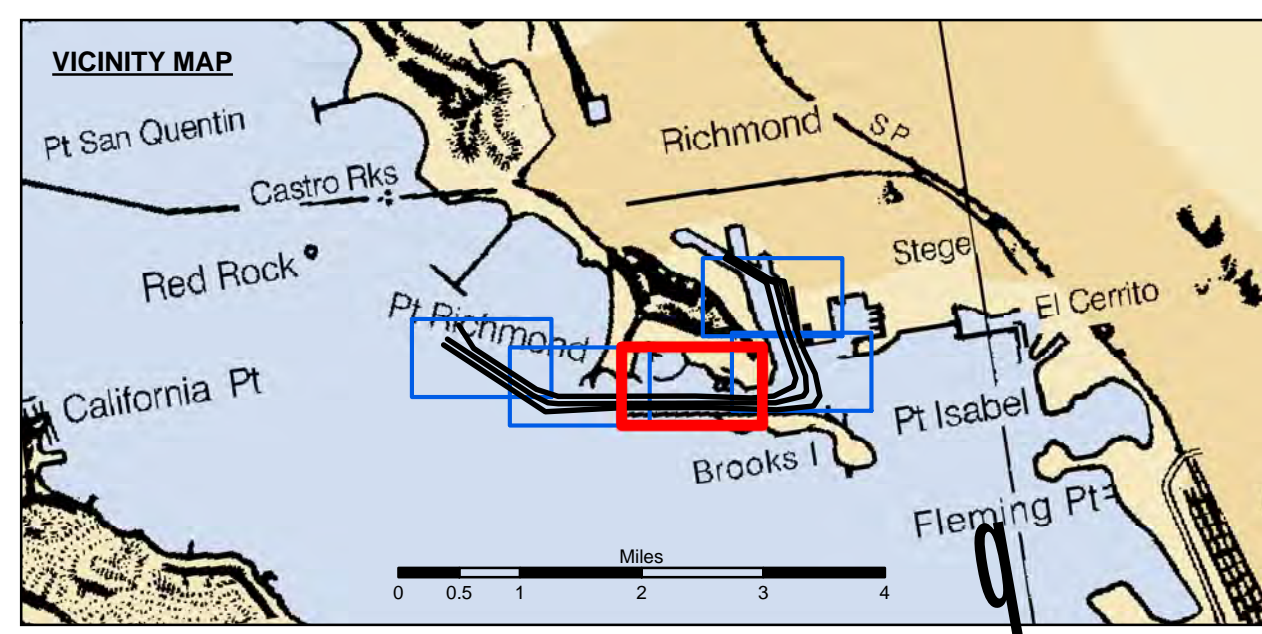 VICINITY MAP
Pt San Quentin
Richmond
SP
Castro Rks
Stege
Red Rock
El Cerrito
Pt Richmond
California Pt
Pt Isabel
Brooks I
Fleming Pt
Miles
0 0.5 1 2 3 4